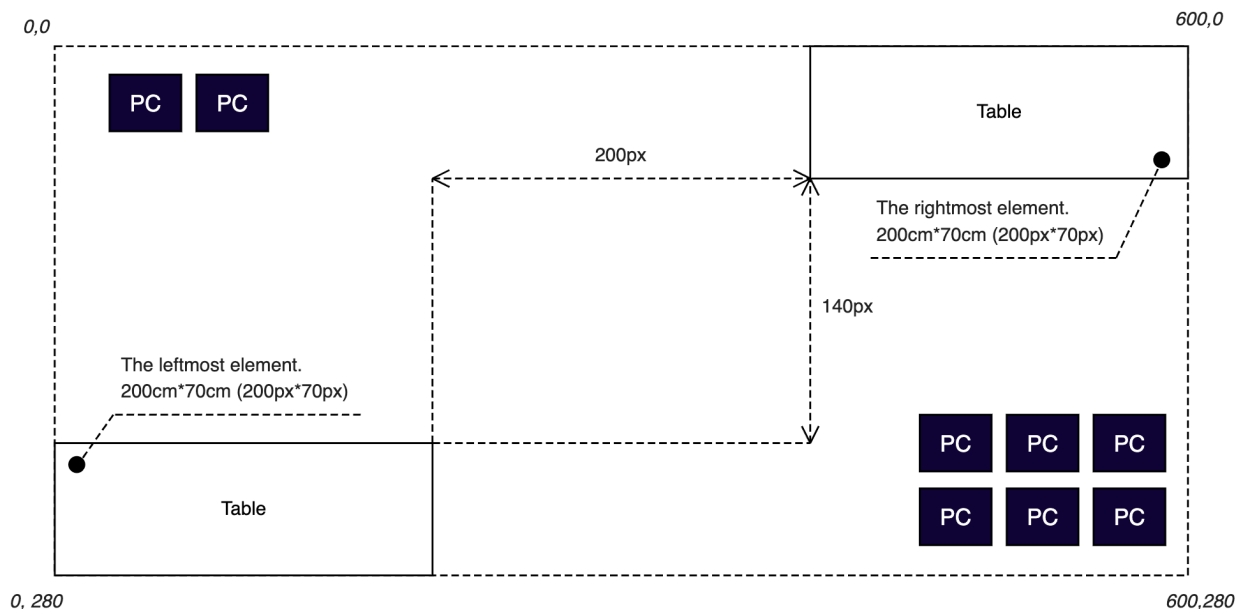 0,0
600,0
PC PC
Table
200px
The rightmost element.
200cm*70cm (200px*70px)
140px
The leftmost element.
200cm*70cm (200px*70px)
PC PC PC
Table
PC PC PC
0, 280
600,280